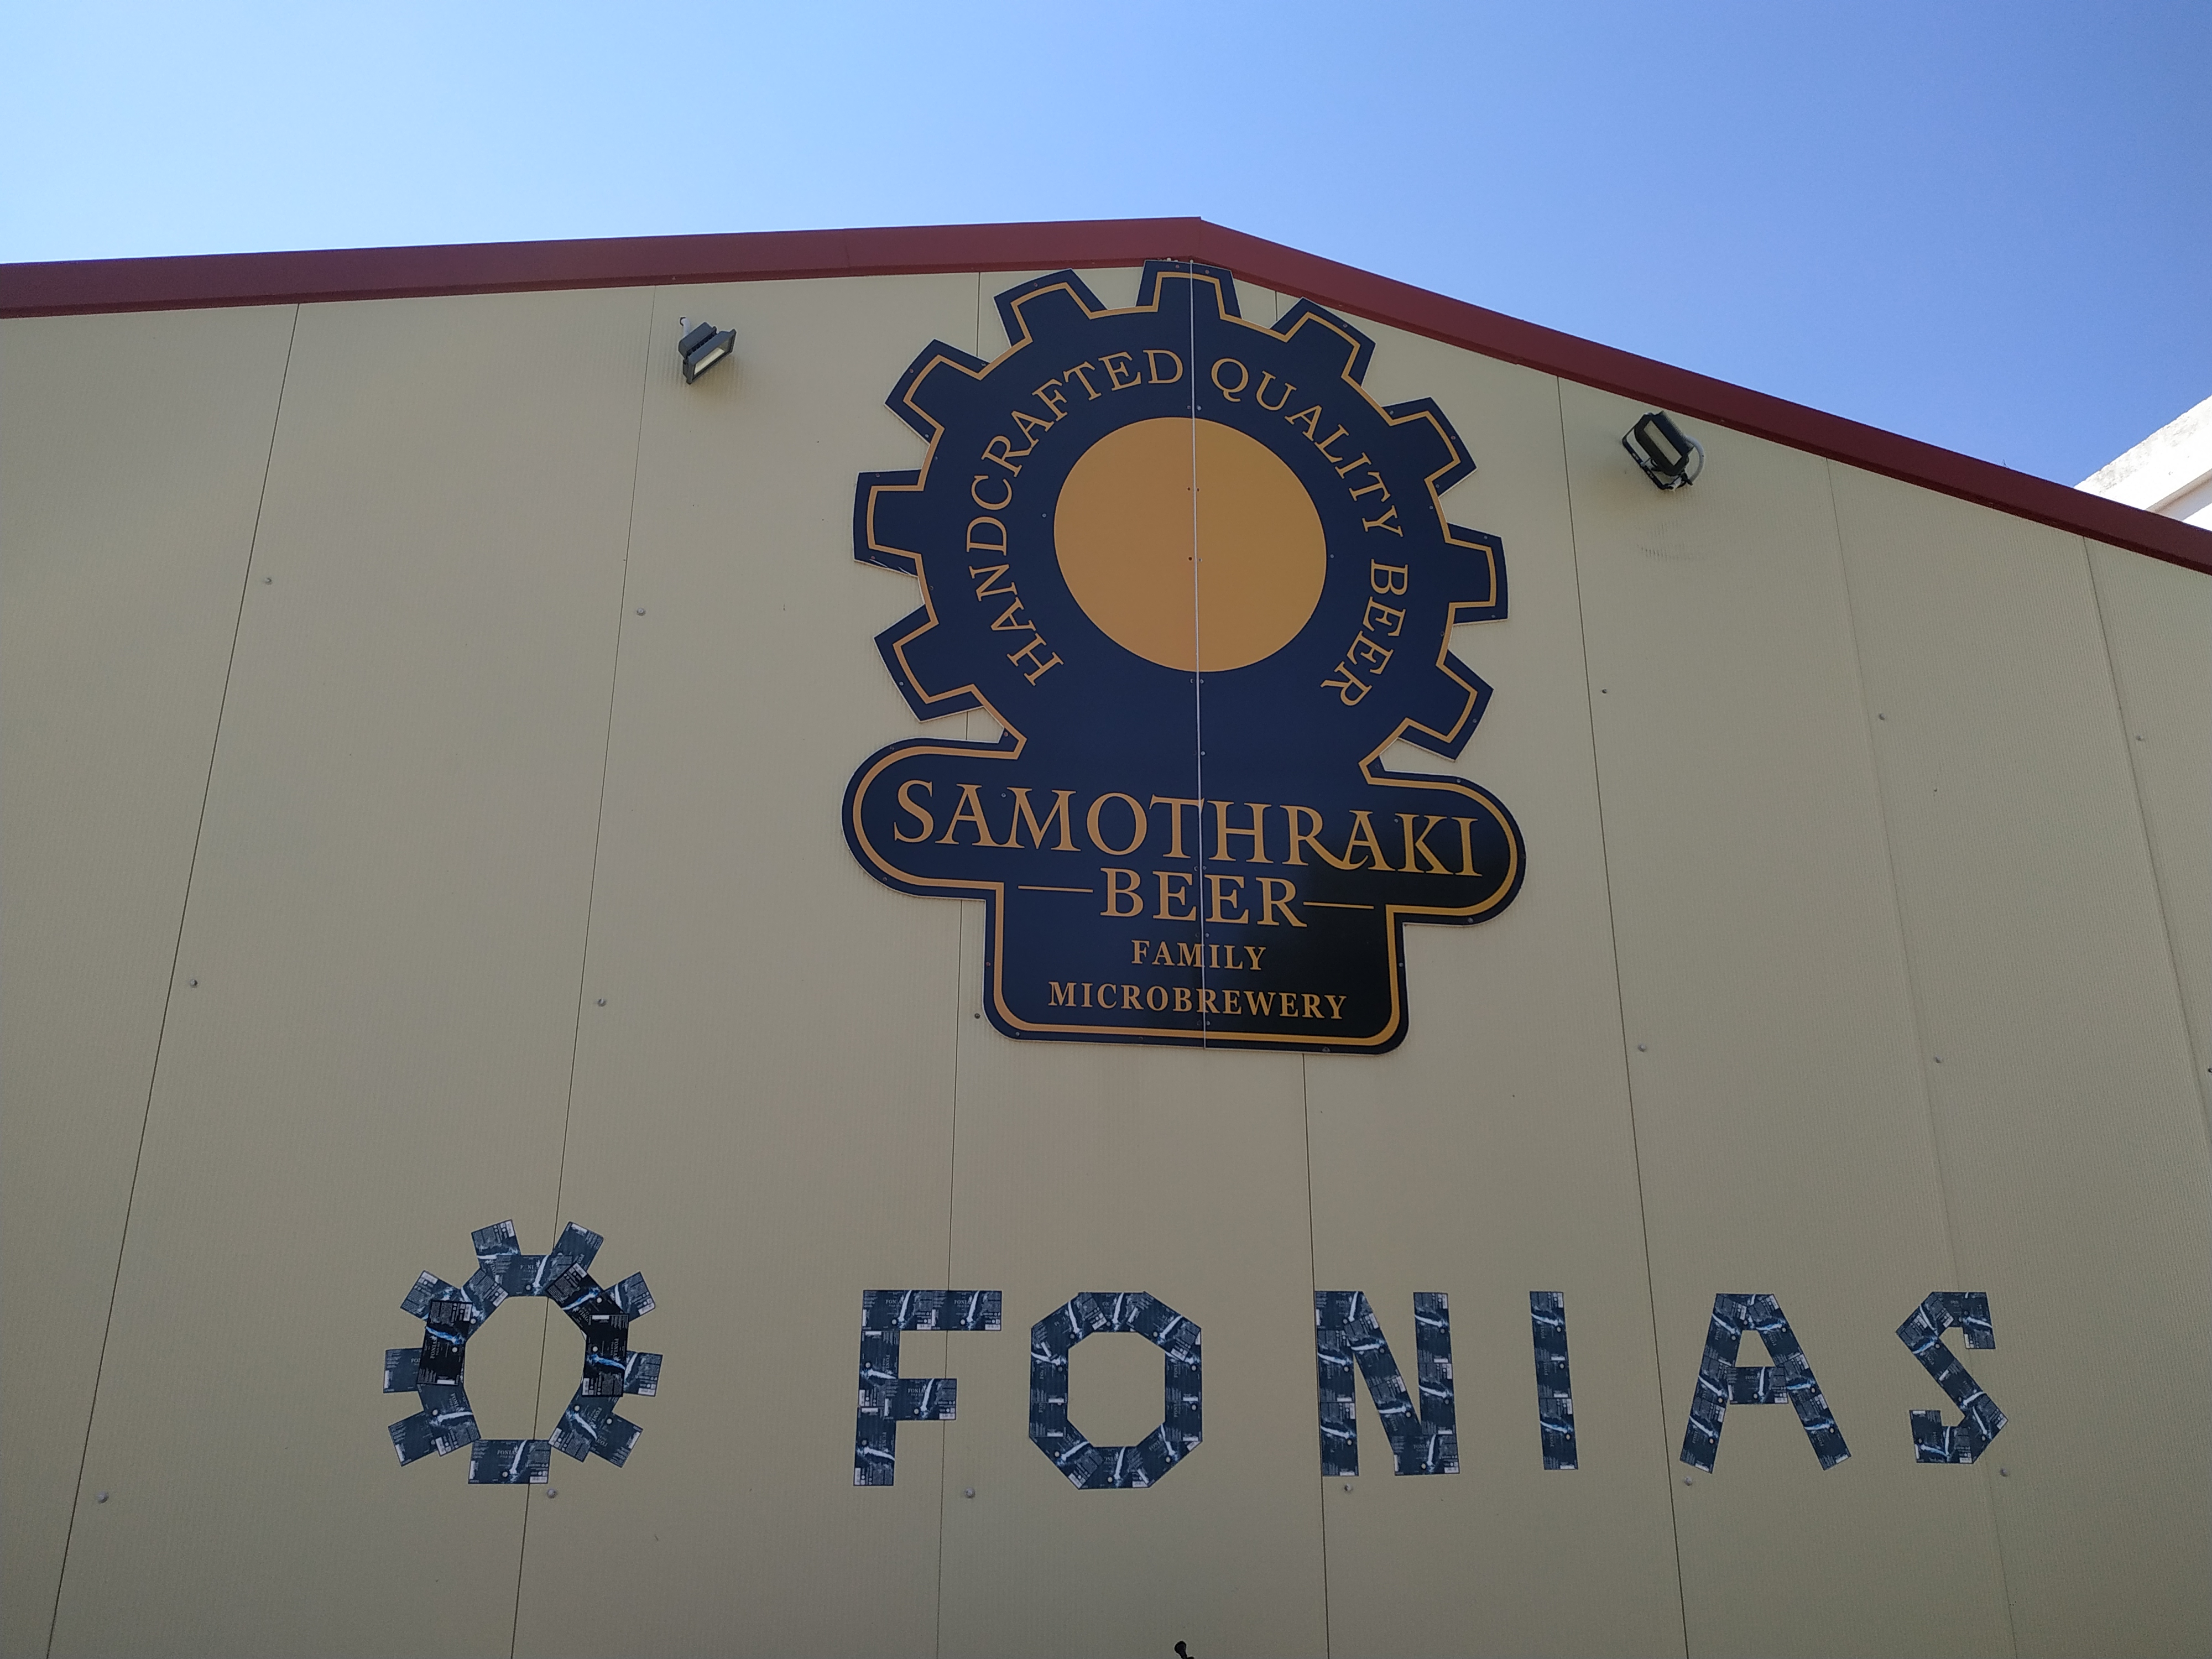 HANDCRAFTED QUALITY BEER
SAMOTHRAKI
BEER
FAMILY
MICROBREWERY
O FONIAS